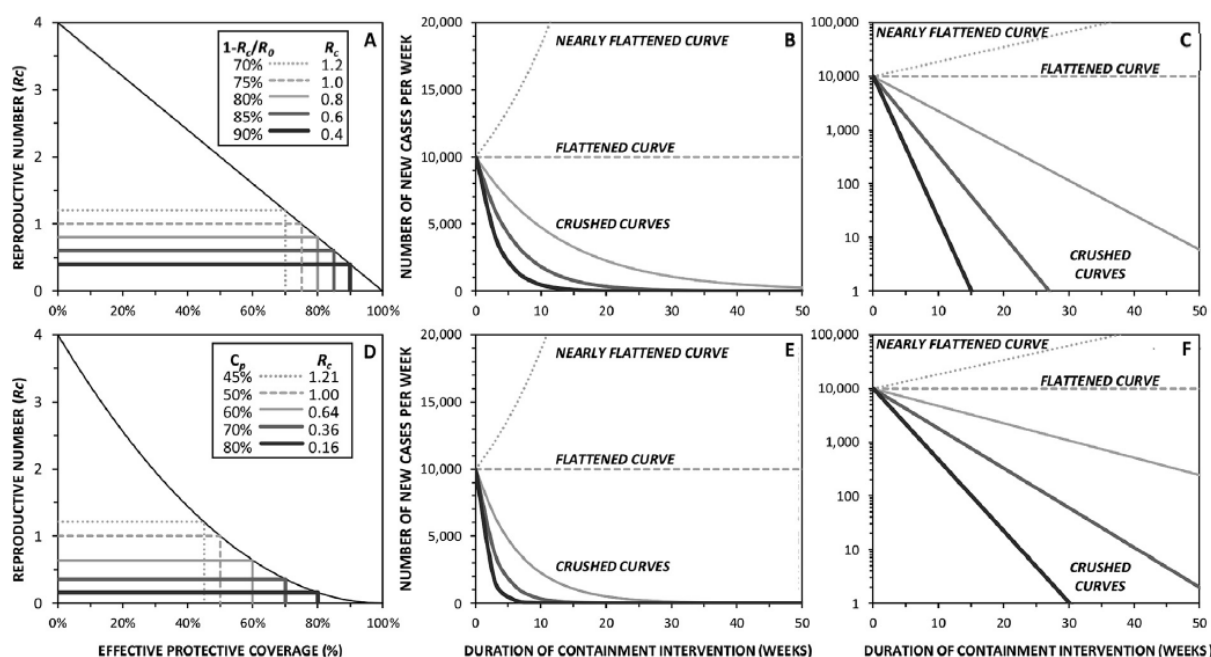 A
REPRODUCTIVE NUMBER (Rc)
4
3
2
1
0
0%
20%
40%
60%
80%
100%
1-Rc/R0 Rc
70% 1.2
75% 1.0
80% 0.8
85% 0.6
90% 0.4
B
NUMBER OF NEW CASES PER WEEK
20,000
15,000
10,000
5,000
0
0 10 20 30 40 50
NEARLY FLATTENED CURVE
FLATTENED CURVE
CRUSHED CURVES
C
100,000
10,000
1,000
100
10
1
0 10 20 30 40 50
NEARLY FLATTENED CURVE
FLATTENED CURVE
CRUSHED
CURVES
D
REPRODUCTIVE NUMBER (Rc)
4
3
2
1
0
0% 20% 40% 60% 80% 100%
EFFECTIVE PROTECTIVE COVERAGE (%)
Cp Rc
45% 1.21
50% 1.00
60% 0.64
70% 0.36
80% 0.16
E
NUMBER OF NEW CASES PER WEEK
20,000
15,000
10,000
5,000
0
0 10 20 30 40 50
NEARLY FLATTENED CURVE
FLATTENED CURVE
CRUSHED CURVES
DURATION OF CONTAINMENT INTERVENTION (WEEKS)
F
100,000
10,000
1,000
100
10
1
0 10 20 30 40 50
NEARLY FLATTENED CURVE
FLATTENED CURVE
CRUSHED
CURVES
DURATION OF CONTAINMENT INTERVENTION (WEEKS)